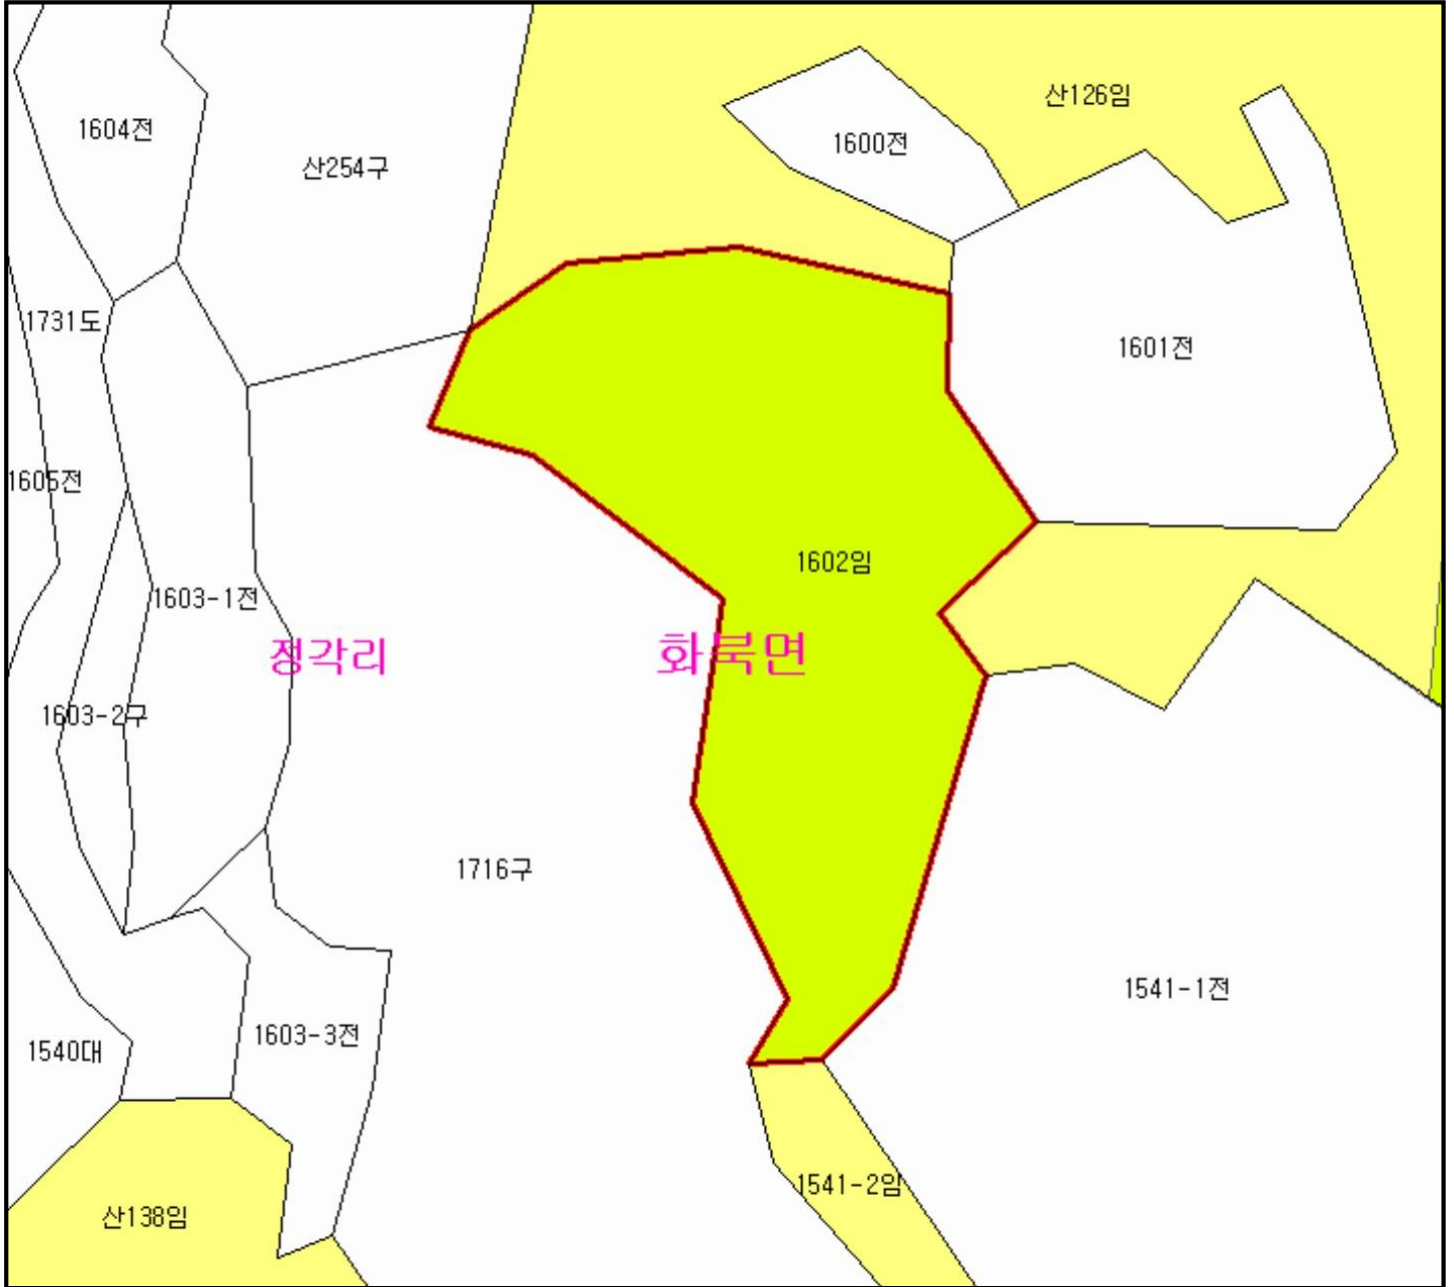 산126임
1604전
1600전
산254구
1731도
1601전
1605전
1602임
1603-1전
정각리
화북면
1603-2구
1716구
1541-1전
1603-3전
1540대
1541-2임
산138임